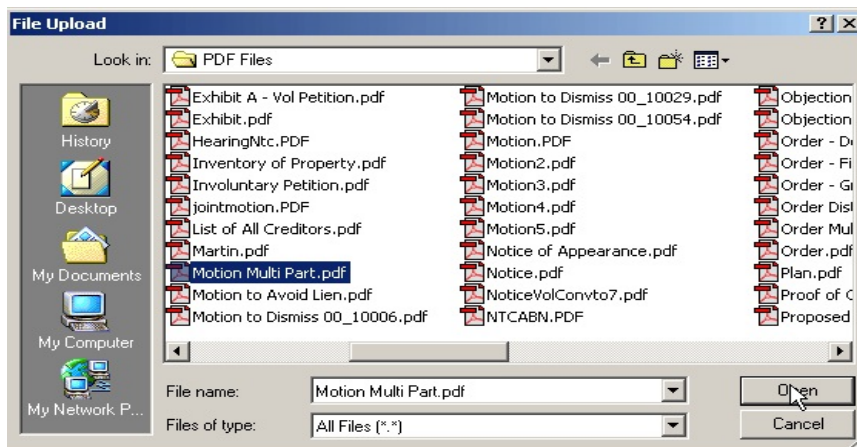 File Upload
Look in: PDF Files
History
Desktop
My Documents
My Computer
My Network P...
Exhibit A - Vol Petition.pdf
Exhibit.pdf
HearingNtc.PDF
Inventory of Property.pdf
Involuntary Petition.pdf
jointmotion.PDF
List of All Creditors.pdf
Martin.pdf
Motion Multi Part.pdf
Motion to Avoid Lien.pdf
Motion to Dismiss 00_10006.pdf
Motion to Dismiss 00_10029.pdf
Motion to Dismiss 00_10054.pdf
Motion.PDF
Motion2.pdf
Motion3.pdf
Motion4.pdf
Motion5.pdf
Notice of Appearance.pdf
Notice.pdf
NoticeVolConvto7.pdf
NTCABN.PDF
Objection
Objection
Order - D
Order - Fi
Order - G
Order Dist
Order Mul
Order.pdf
Plan.pdf
Proof of C
Proposed
File name: Motion Multi Part.pdf
Open
Files of type: All Files (*.*)
Cancel